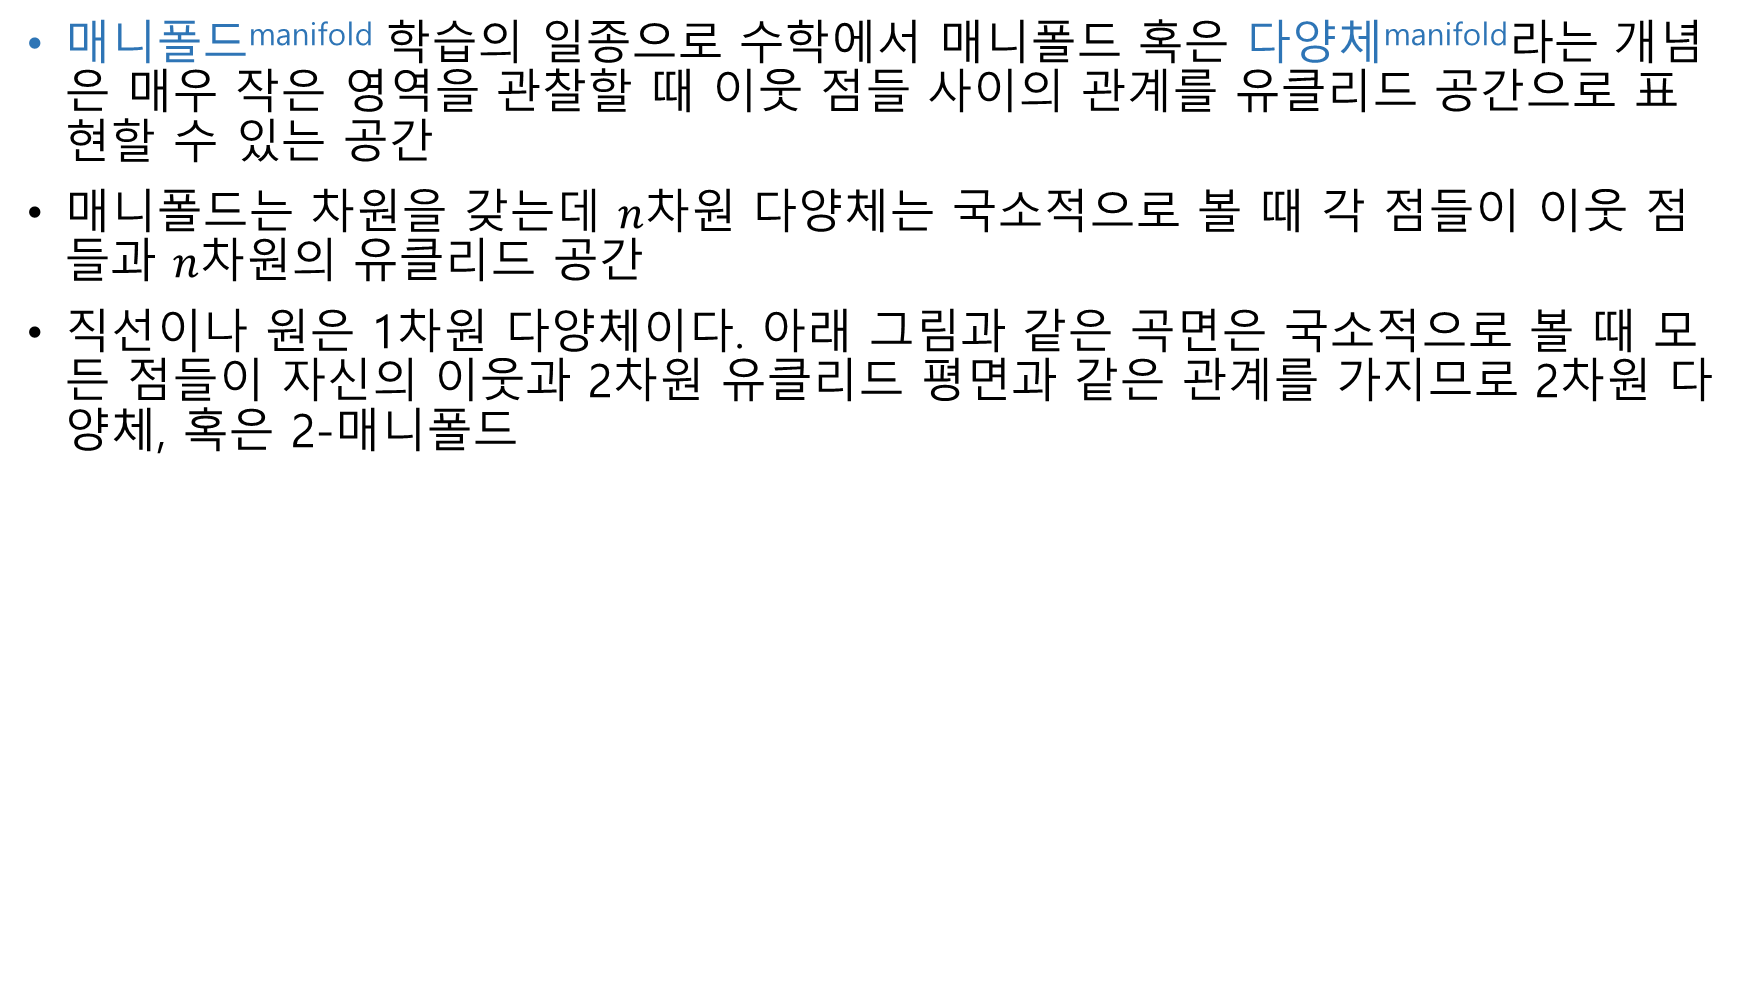 • 매니폴드manifold 학습의 일종으로 수학에서 매니폴드 혹은 다양체manifold라는 개념
은 매우 작은 영역을 관찰할 때 이웃 점들 사이의 관계를 유클리드 공간으로 표
현할 수 있는 공간
• 매니폴드는 차원을 갖는데 n차원 다양체는 국소적으로 볼 때 각 점들이 이웃 점
들과 n차원의 유클리드 공간
• 직선이나 원은 1차원 다양체이다. 아래 그림과 같은 곡면은 국소적으로 볼 때 모
든 점들이 자신의 이웃과 2차원 유클리드 평면과 같은 관계를 가지므로 2차원 다
양체, 혹은 2-매니폴드